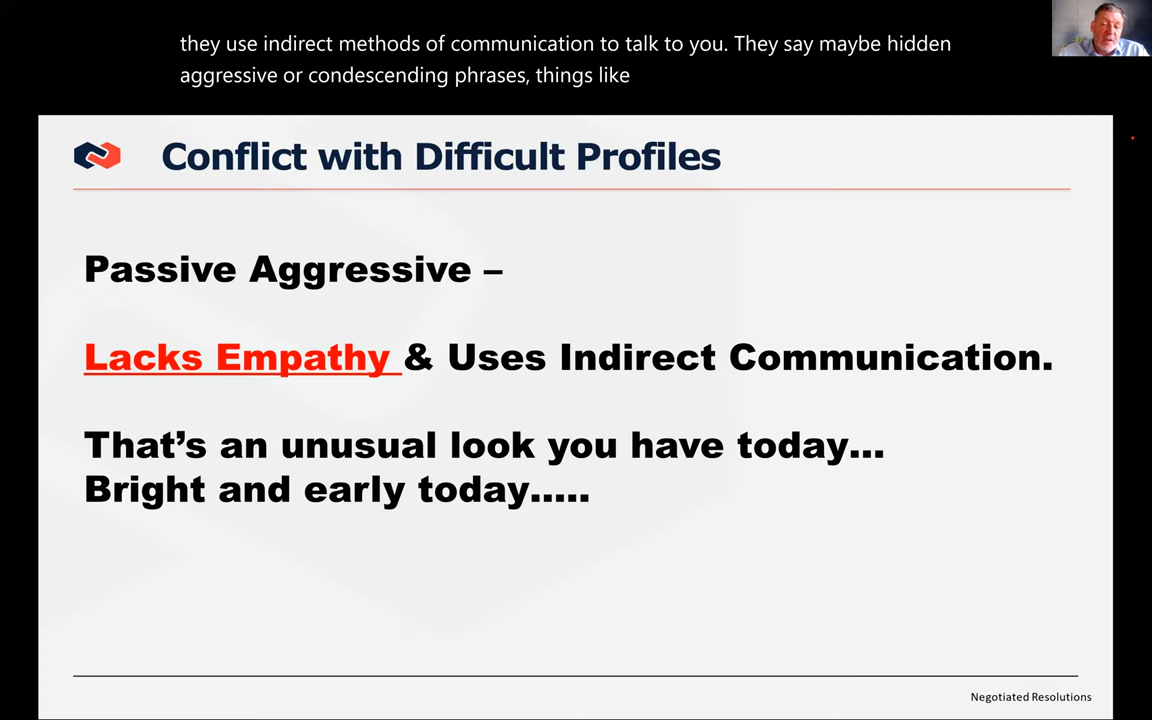 they use indirect methods of communication to talk to you. They say maybe hidden
aggressive or condescending phrases, things like
Conflict with Difficult Profiles
Passive Aggressive –
Lacks Empathy & Uses Indirect Communication.
That’s an unusual look you have today…
Bright and early today…..
Negotiated Resolutions